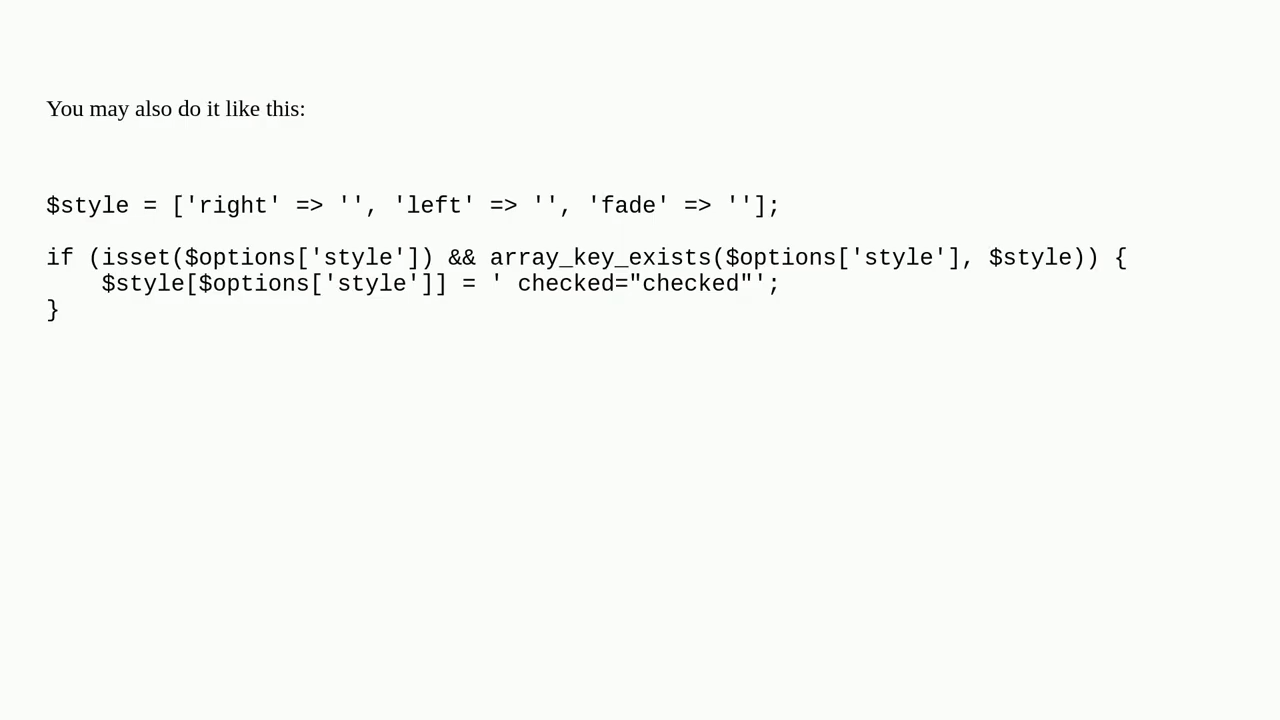 You may also do it like this:
$style = ['right' => '', 'left' => '', 'fade' => ''];
if (isset($options['style']) && array_key_exists($options['style'], $style)) {
    $style[$options['style']] = ' checked="checked"';
}